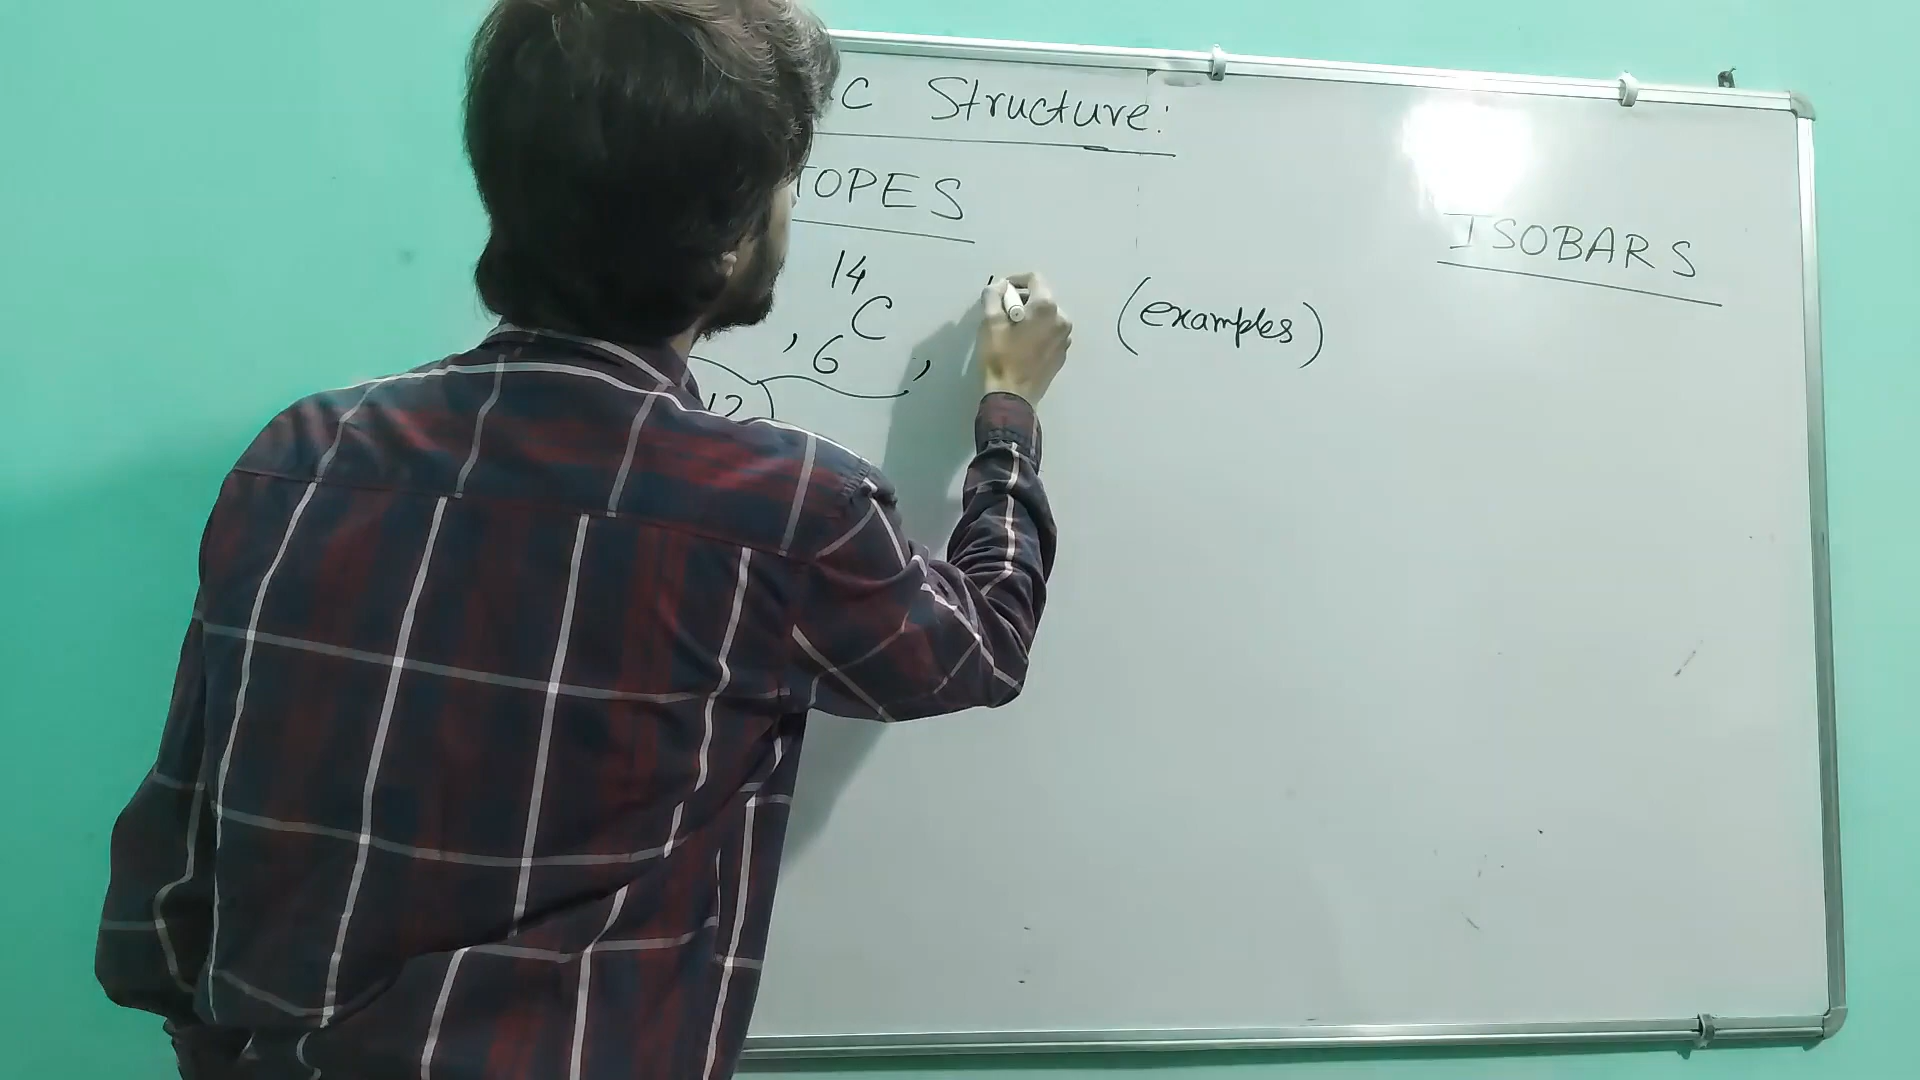 C Structure:
TOPES
ISOBARS
, 14 6 C , (examples)
12